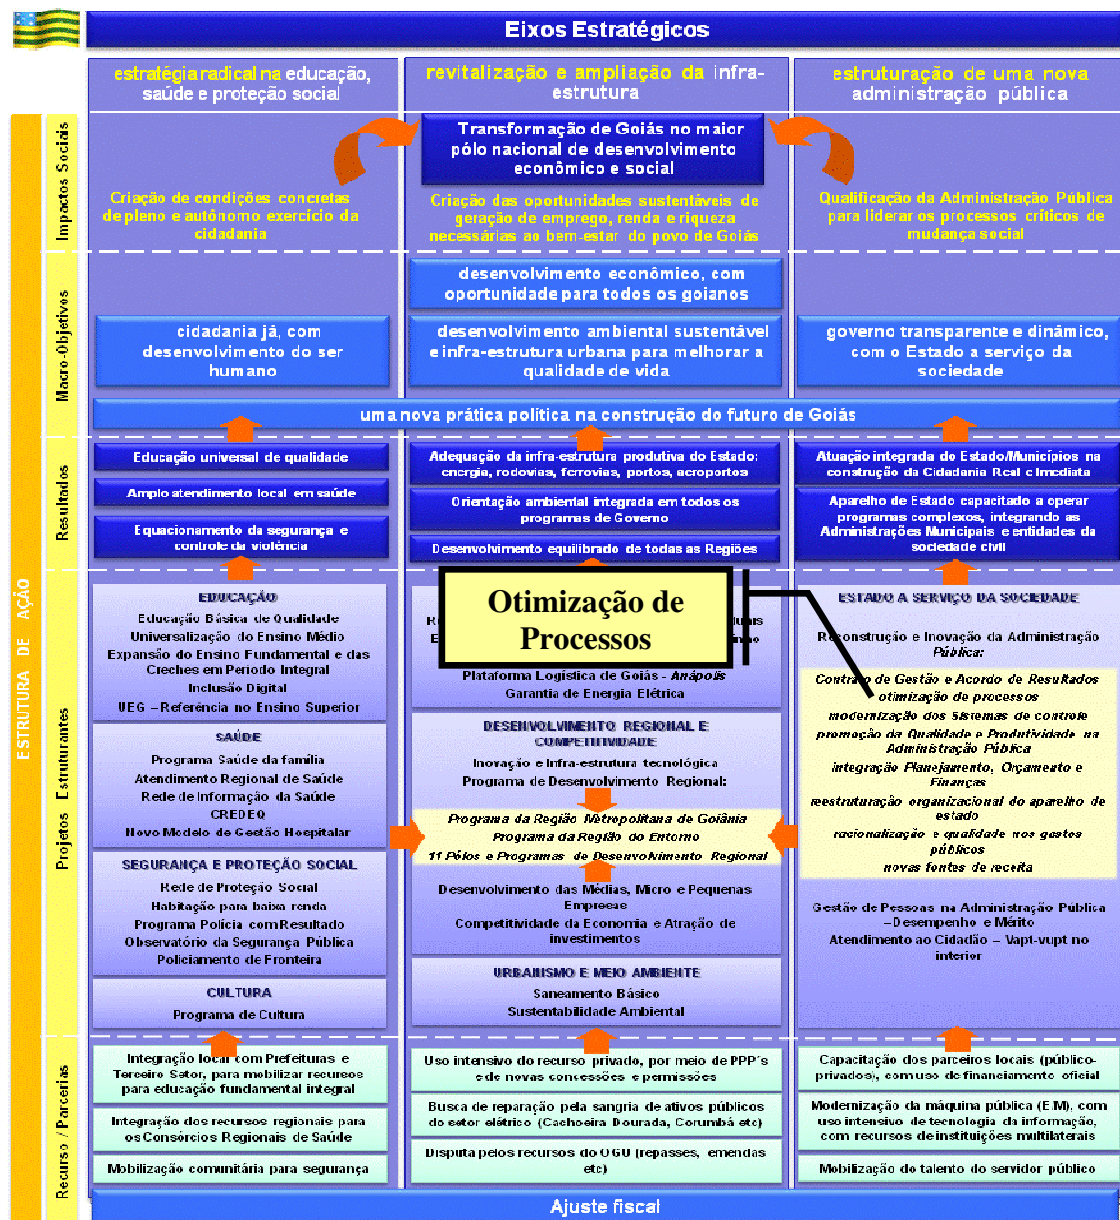 Eixos Estratégicos
estratégia radical na educação,
saúde e proteção social
revitalização e ampliação da infra-
estrutura
estruturação de uma nova
administração pública
ESTRUTURA DE AÇÃO
Impactos Sociais
Transformação de Goiás no maior
pólo nacional de desenvolvimento
econômico e social
Criação de condições concretas
de pleno e autônomo exercício da
cidadania
Criação das oportunidades sustentáveis de
geração de emprego, renda e riqueza
necessárias ao bem-estar do povo de Goiás
Qualificação da Administração Pública
para liderar os processos críticos de
mudança social
Macro-Objetivos
desenvolvimento econômico, com
oportunidade para todos os goianos
cidadania já, com
desenvolvimento do ser
humano
desenvolvimento ambiental sustentável
e infra-estrutura urbana para melhorar a
qualidade de vida
governo transparente e dinâmico,
com o Estado a serviço da
sociedade
uma nova prática política na construção do futuro de Goiás
Resultados
Educação universal de qualidade
Amplo atendimento local em saúde
Equacionamento da segurança e
controle da violência
Adequação da infra-estrutura produtiva do Estado:
energia, rodovias, ferrovias, portos, aeroportos
Orientação ambiental integrada em todos os
programas de Governo
Desenvolvimento equilibrado de todas as Regiões
Atuação integrada do Estado/Municípios na
construção da Cidadania Real e Imediata
Aparelho de Estado capacitado a operar
programas complexos, integrando as
Administrações Municipais e entidades da
sociedade civil
Projetos Estruturantes
EDUCAÇÃO
Educação Básica de Qualidade
Universalização do Ensino Médio
Expansão do Ensino Fundamental e das
Creches em Período Integral
Inclusão Digital
UEG – Referência no Ensino Superior
SAÚDE
Programa Saúde da família
Atendimento Regional de Saúde
Rede de Informação da Saúde
CREDEQ
Novo Modelo de Gestão Hospitalar
SEGURANÇA E PROTEÇÃO SOCIAL
Rede de Proteção Social
Habitação para baixa renda
Programa Polícia com Resultado
Observatório da Segurança Pública
Policiamento de Fronteira
CULTURA
Programa de Cultura
Otimização de
Processos
Plataforma Logística de Goiás - Anápolis
Garantia de Energia Elétrica
DESENVOLVIMENTO REGIONAL E
COMPETITIVIDADE
Inovação e Infra-estrutura tecnológica
Programa de Desenvolvimento Regional:
Programa da Região Metropolitana de Goiânia
Programa da Região do Entorno
11 Pólos e Programas de Desenvolvimento Regional
Desenvolvimento das Médias, Micro e Pequenas
Empresas
Competitividade da Economia e Atração de
investimentos
URBANISMO E MEIO AMBIENTE
Saneamento Básico
Sustentabilidade Ambiental
ESTADO A SERVIÇO DA SOCIEDADE
Reconstrução e Inovação da Administração
Pública:
Contrato de Gestão e Acordo de Resultados
otimização de processos
modernização dos Sistemas de controle
promoção da Qualidade e Produtividade na
Administração Pública
integração Planejamento, Orçamento e
Finanças
reestruturação organizacional do aparelho de
estado
racionalização e qualidade nos gastos
públicos
novas fontes de receita
Gestão de Pessoas na Administração Pública
–Desempenho e Mérito
Atendimento ao Cidadão – Vapt-vupt no
interior
Recurso / Parcerias
Integração local com Prefeituras e
Terceiro Setor, para mobilizar recursos
para educação fundamental integral
Integração dos recursos regionais para
os Consórcios Regionais de Saúde
Mobilização comunitária para segurança
Uso intensivo do recurso privado, por meio de PPP´s
e de novas concessões e permissões
Busca de reparação pela sangria de ativos públicos
do setor elétrico (Cachoeira Dourada, Corumbá etc)
Disputa pelos recursos do OGU (repasses, emendas
etc)
Capacitação dos parceiros locais (público-
privados), com uso de financiamento oficial
Modernização da máquina pública (E/M), com
uso intensivo de tecnologia da informação,
com recursos de instituições multilaterais
Mobilização do talento do servidor público
Ajuste fiscal